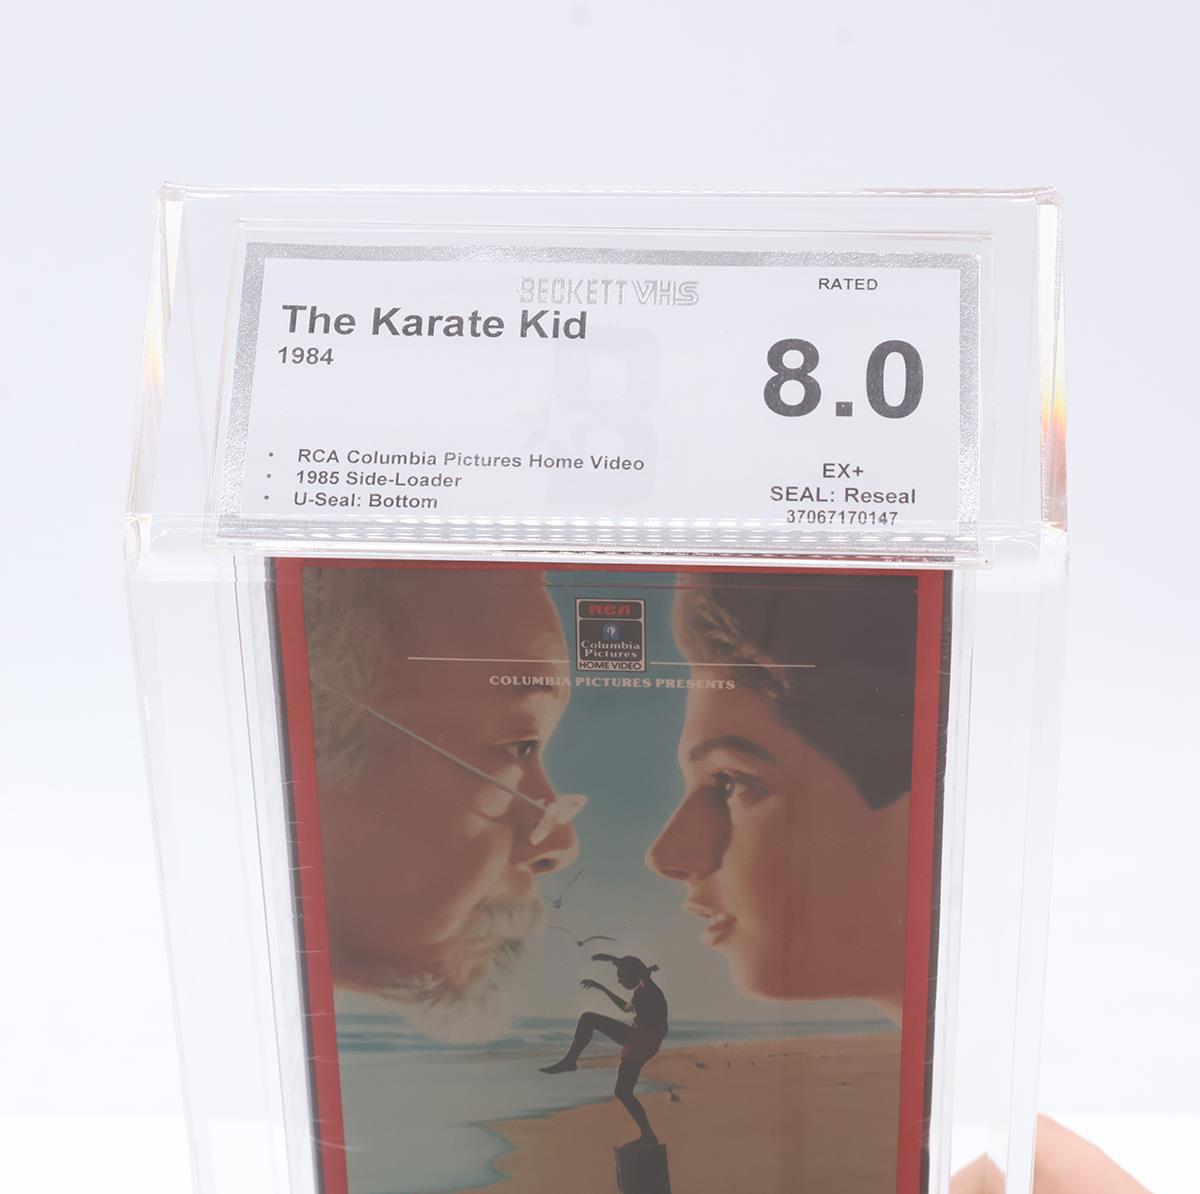 BECKETT VHS
RATED
The Karate Kid
1984
8.0
• RCA Columbia Pictures Home Video
• 1985 Side-Loader
• U-Seal: Bottom
EX+
SEAL: Reseal
37067170147
B
RCA
Columbia
Pictures
HOME VIDEO
COLUMBIA PICTURES PRESENTS